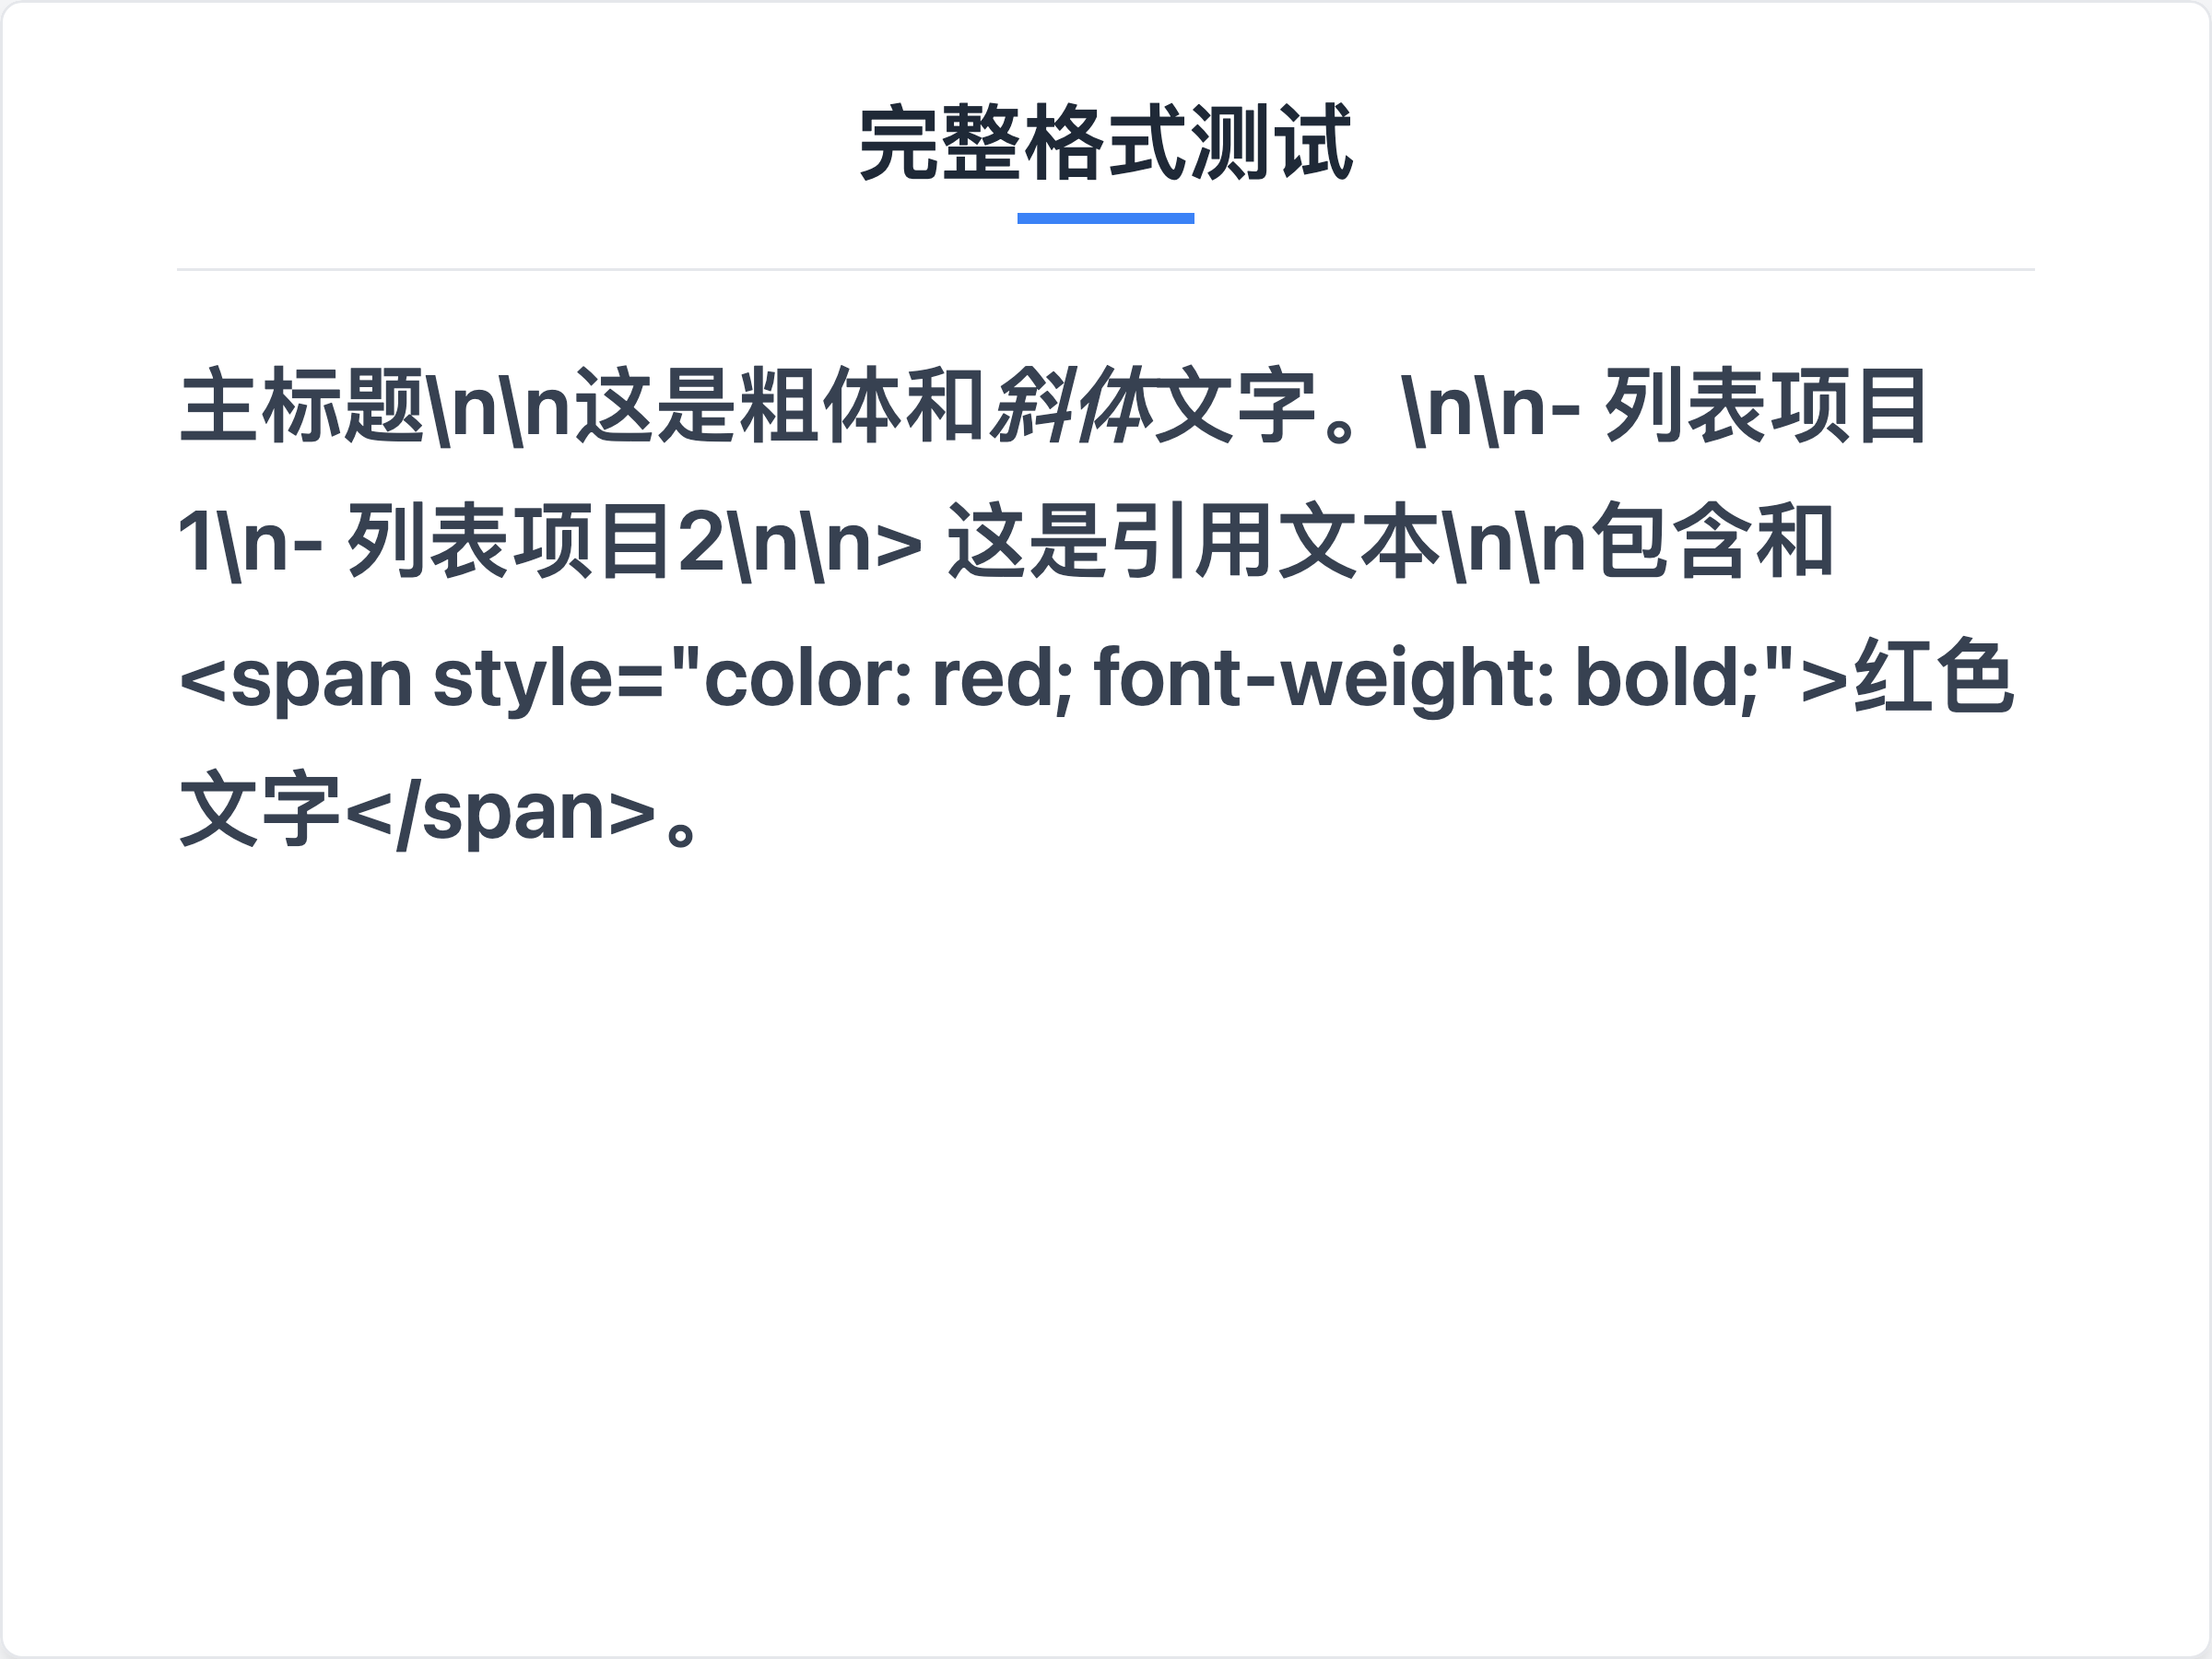 完整格式测试
主标题\n\n这是粗体和斜体文字。\n\n- 列表项目
1\n- 列表项目2\n\n> 这是引用文本\n\n包含和
<span style="color: red; font-weight: bold;">红色
文字</span>。